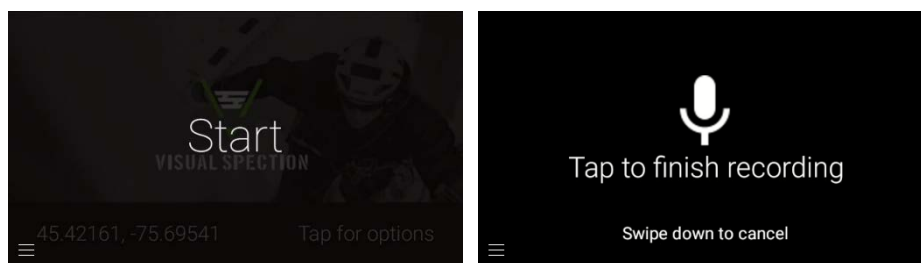 Start
VISUAL SPECTION
45.42161, -75.69541
Tap for options
Tap to finish recording
Swipe down to cancel